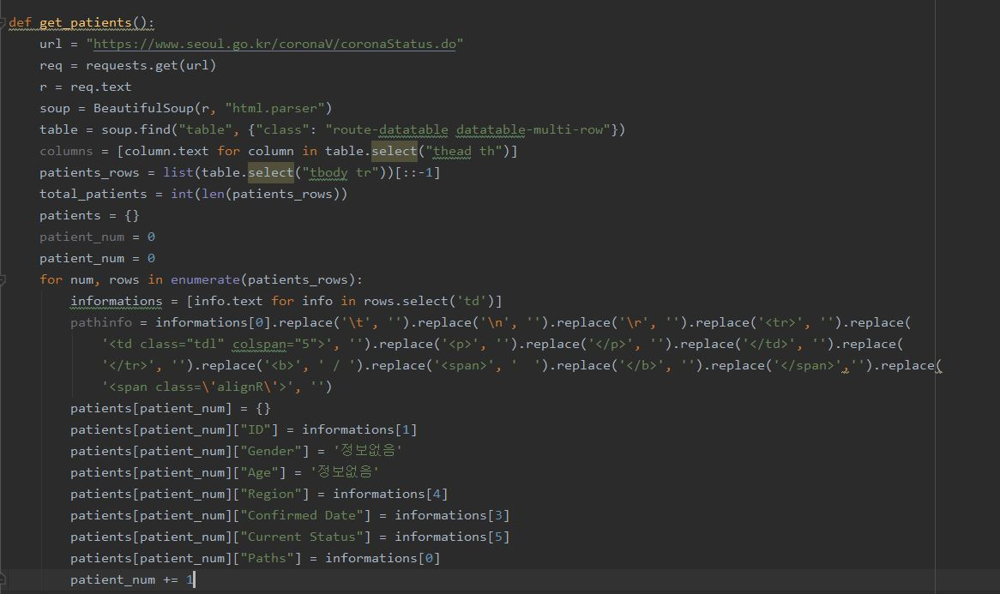 def get_patients():
    url = "https://www.seoul.go.kr/coronaV/coronaStatus.do"
    req = requests.get(url)
    r = req.text
    soup = BeautifulSoup(r, "html.parser")
    table = soup.find("table", {"class": "route-datatable datatable-multi-row"})
    columns = [column.text for column in table.select("thead th")]
    patients_rows = list(table.select("tbody tr"))[::-1]
    total_patients = int(len(patients_rows))
    patients = {}
    patient_num = 0
    patient_num = 0
    for num, rows in enumerate(patients_rows):
        informations = [info.text for info in rows.select('td')]
        pathinfo = informations[0].replace('\t', '').replace('\n', '').replace('\r', '').replace('<tr>', '').replace(
            '<td class="tdl" colspan="5">', '').replace('<p>', '').replace('</p>', '').replace('</td>', '').replace(
            '</tr>', '').replace('<b>', ' / ').replace('<span>', '  ').replace('</b>', '').replace('</span>','').replace(
            '<span class=\'alignR\'>', '')
        patients[patient_num] = {}
        patients[patient_num]["ID"] = informations[1]
        patients[patient_num]["Gender"] = '정보없음'
        patients[patient_num]["Age"] = '정보없음'
        patients[patient_num]["Region"] = informations[4]
        patients[patient_num]["Confirmed Date"] = informations[3]
        patients[patient_num]["Current Status"] = informations[5]
        patients[patient_num]["Paths"] = informations[0]
        patient_num += 1